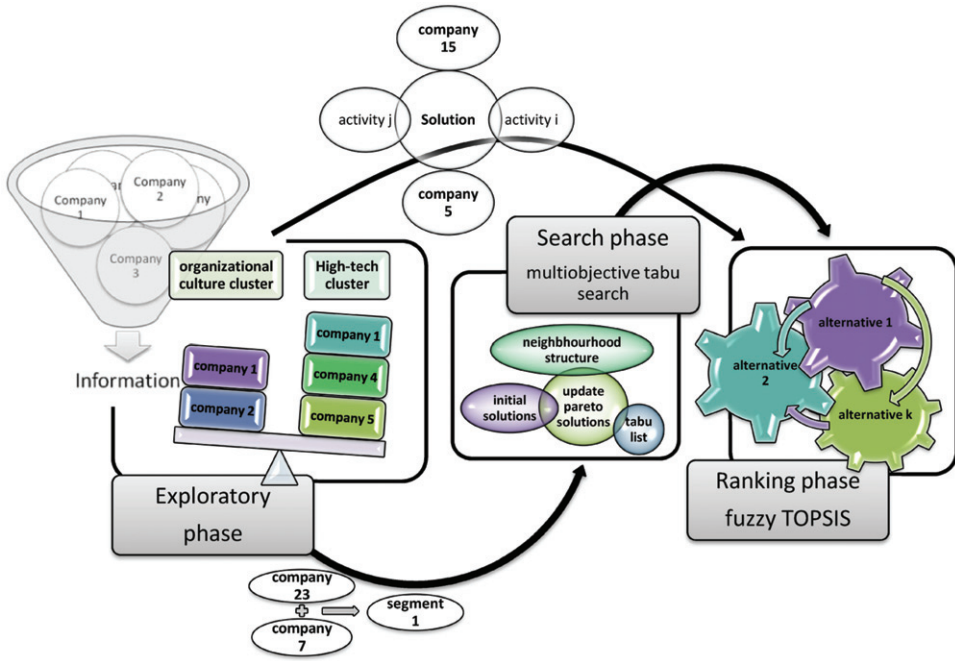 company
15
activity j
Solution
activity i
company
5
Company
1
Company
2
Company
3
Information
organizational
culture cluster
High-tech
cluster
company 1
company 2
company 1
company 4
company 5
Exploratory
phase
company
23
company
7
segment
1
Search phase
multiobjective tabu
search
neighbhourhood
structure
initial
solutions
update
pareto
solutions
tabu
list
alternative 1
alternative
2
alternative k
Ranking phase
fuzzy TOPSIS